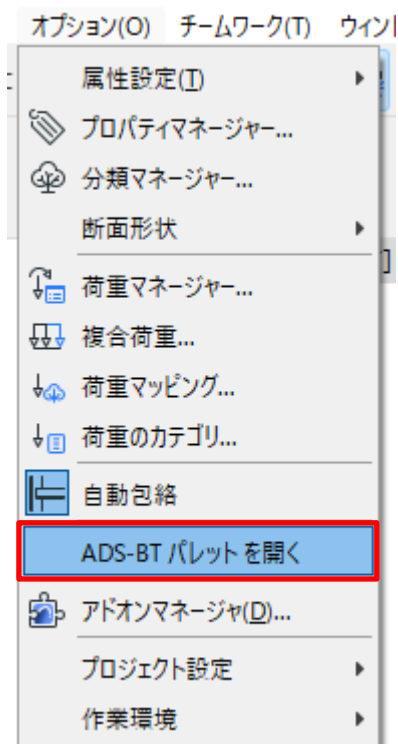 オプション(O) チームワーク(T) ウィント
属性設定(T)
プロパティマネージャー...
分類マネージャー...
断面形状
荷重マネージャー...
複合荷重...
荷重マッピング...
荷重のカテゴリ...
自動包絡
ADS-BT パレット を開く
アドオンマネージャ(D)...
プロジェクト設定
作業環境